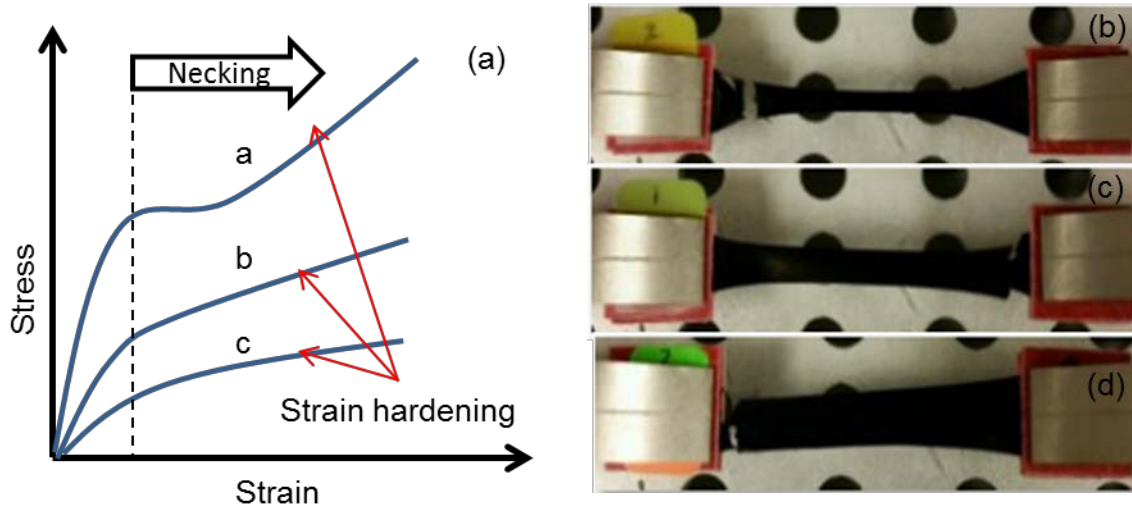 (a)
Necking
a
b
c
Strain hardening
Stress
Strain
(b)
(c)
(d)